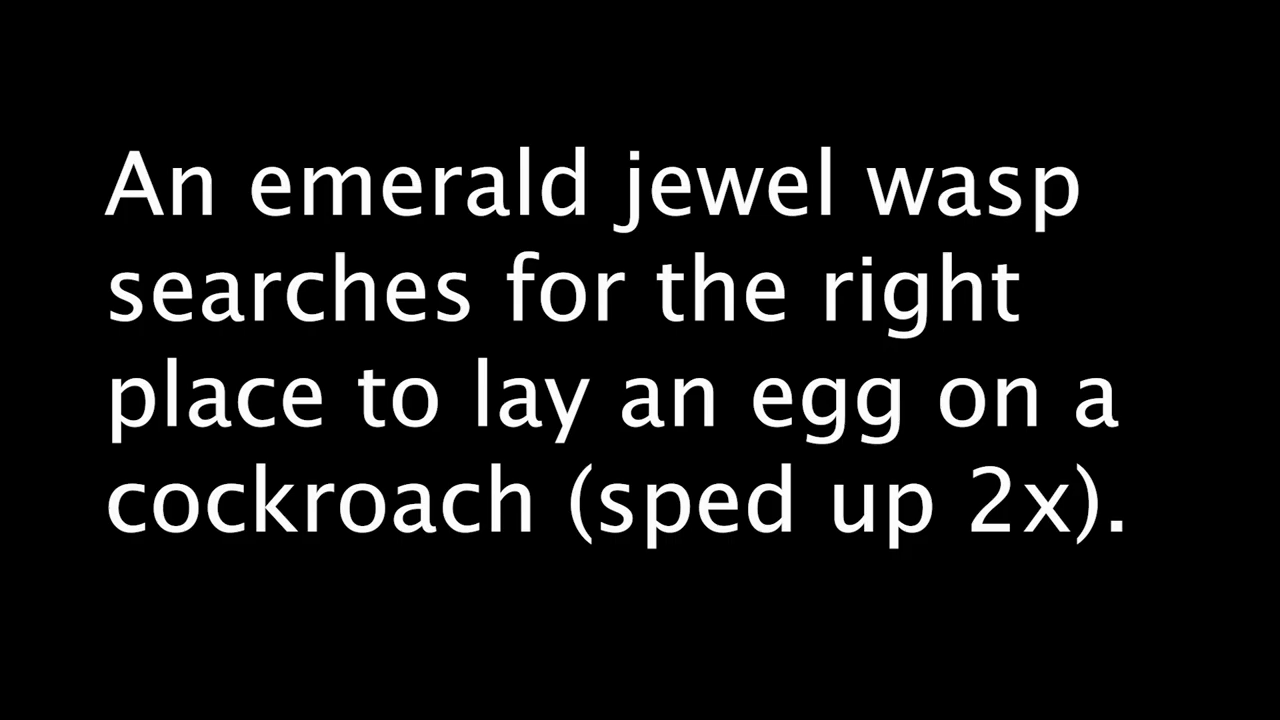 An emerald jewel wasp
searches for the right
place to lay an egg on a
cockroach (sped up 2x).